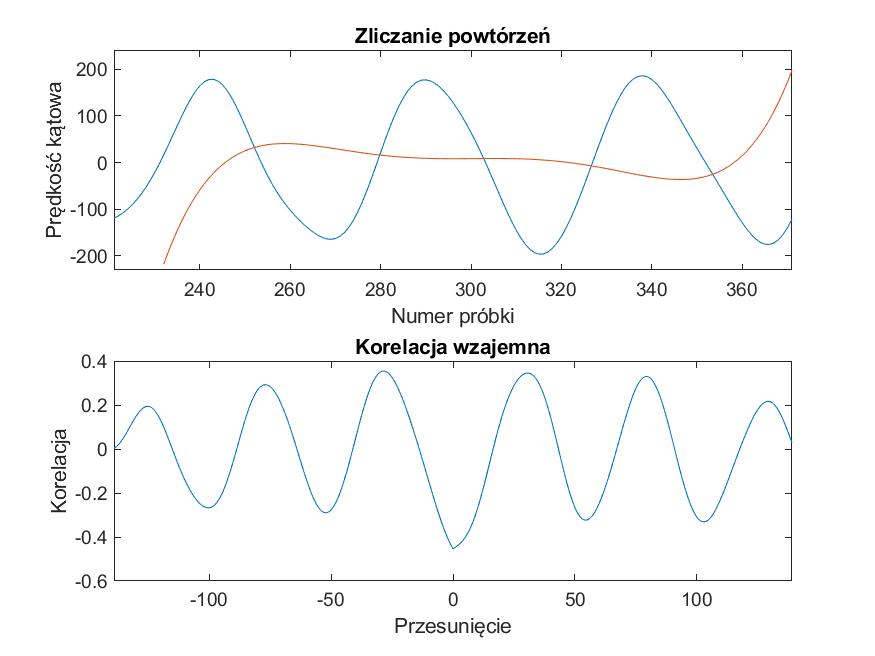 Zliczanie powtórzeń
200
100
0
-100
-200
Prędkość kątowa
240 260 280 300 320 340 360
Numer próbki
Korelacja wzajemna
0.4
0.2
0
-0.2
-0.4
-0.6
Korelacja
-100 -50 0 50 100
Przesunięcie